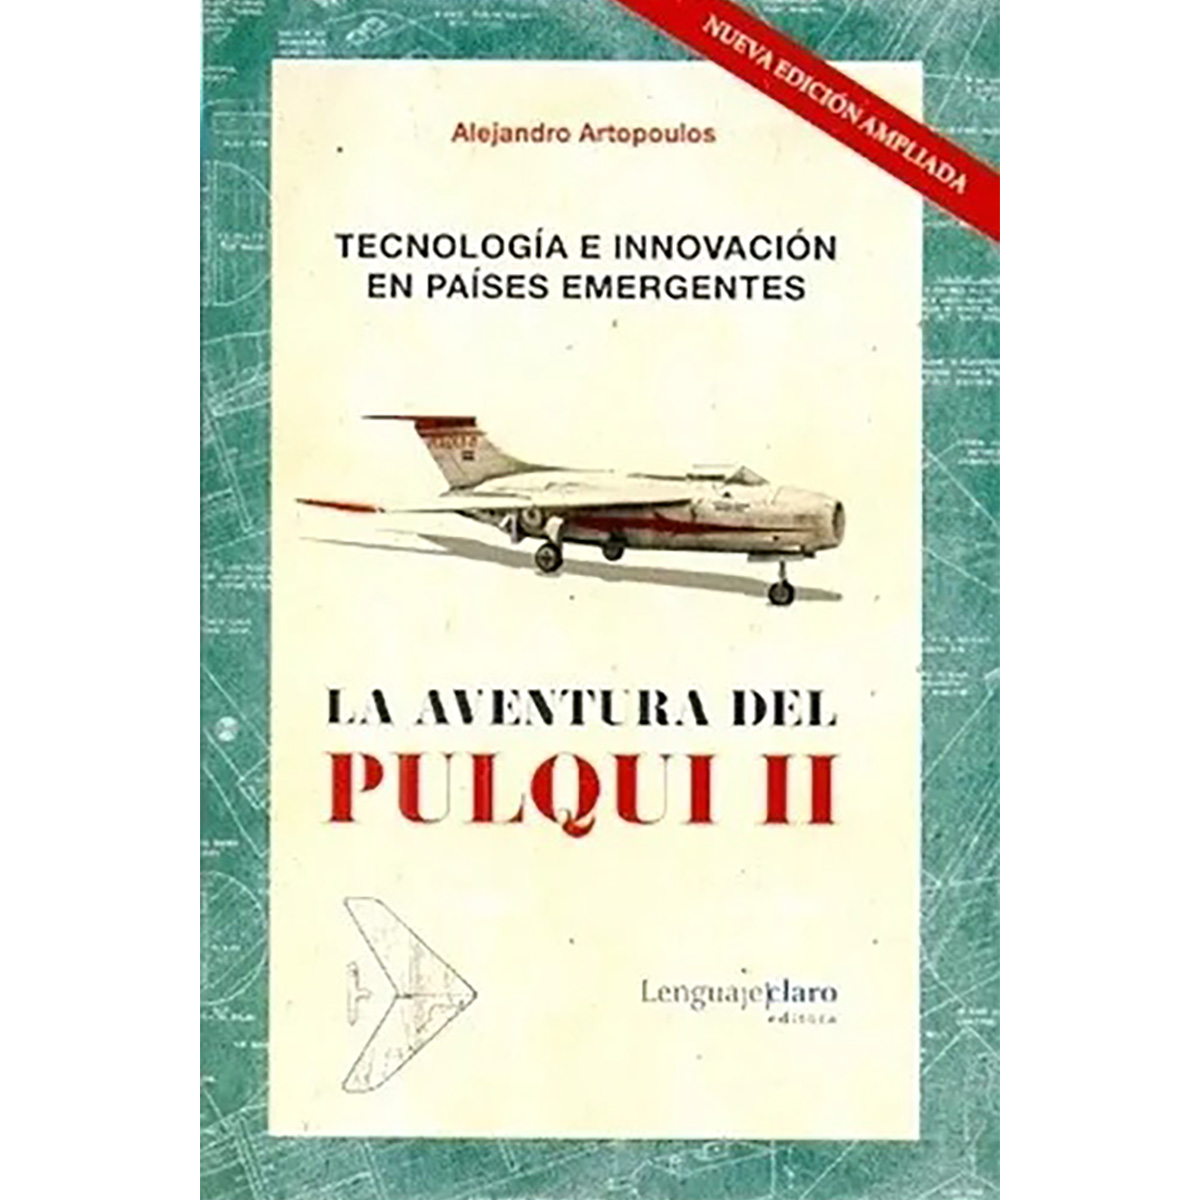 NUEVA EDICIÓN AMPLIADA
Alejandro Artopoulos
TECNOLOGÍA E INNOVACIÓN
EN PAÍSES EMERGENTES
LA AVENTURA DEL
PULQUI II
Lenguaje claro
editora